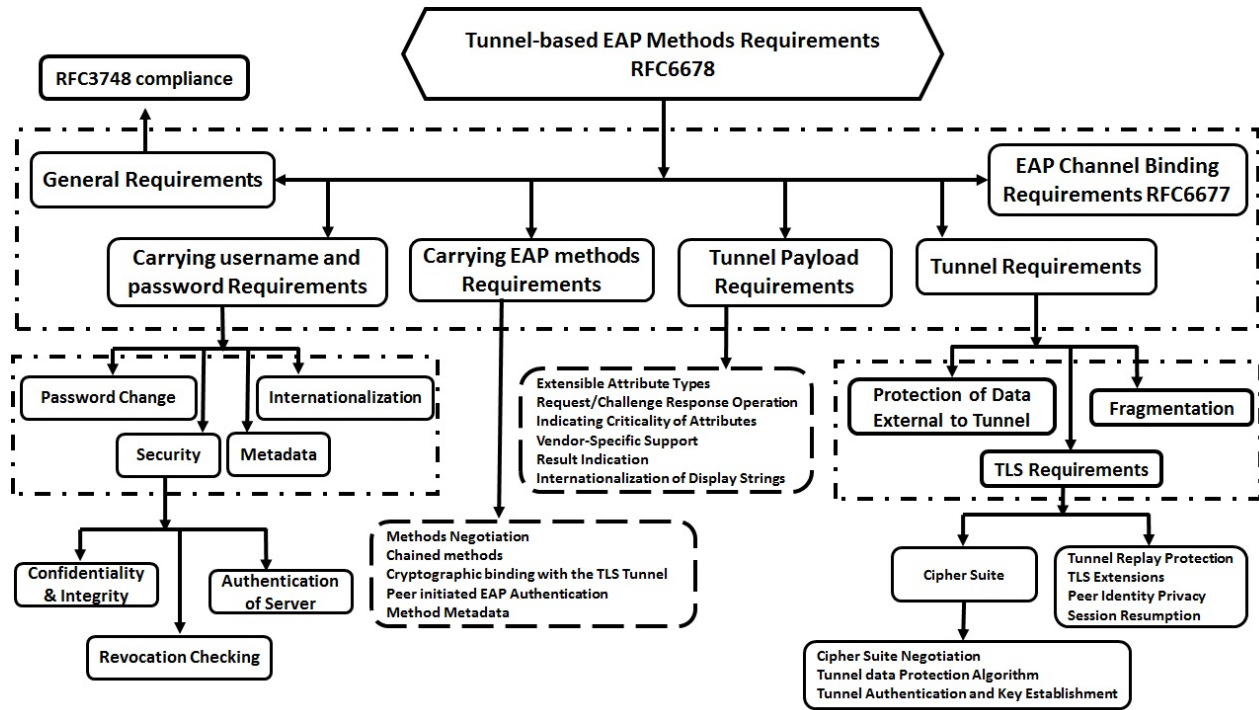 Tunnel-based EAP Methods Requirements
RFC6678
RFC3748 compliance
General Requirements
EAP Channel Binding
Requirements RFC6677
Carrying username and
password Requirements
Carrying EAP methods
Requirements
Tunnel Payload
Requirements
Tunnel Requirements
Password Change
Internationalization
Security
Metadata
Extensible Attribute Types
Request/Challenge Response Operation
Indicating Criticality of Attributes
Vendor-Specific Support
Result Indication
Internationalization of Display Strings
Protection of Data
External to Tunnel
Fragmentation
TLS Requirements
Confidentiality
& Integrity
Authentication
of Server
Revocation Checking
Methods Negotiation
Chained methods
Cryptographic binding with the TLS Tunnel
Peer initiated EAP Authentication
Method Metadata
Cipher Suite
Tunnel Replay Protection
TLS Extensions
Peer Identity Privacy
Session Resumption
Cipher Suite Negotiation
Tunnel data Protection Algorithm
Tunnel Authentication and Key Establishment